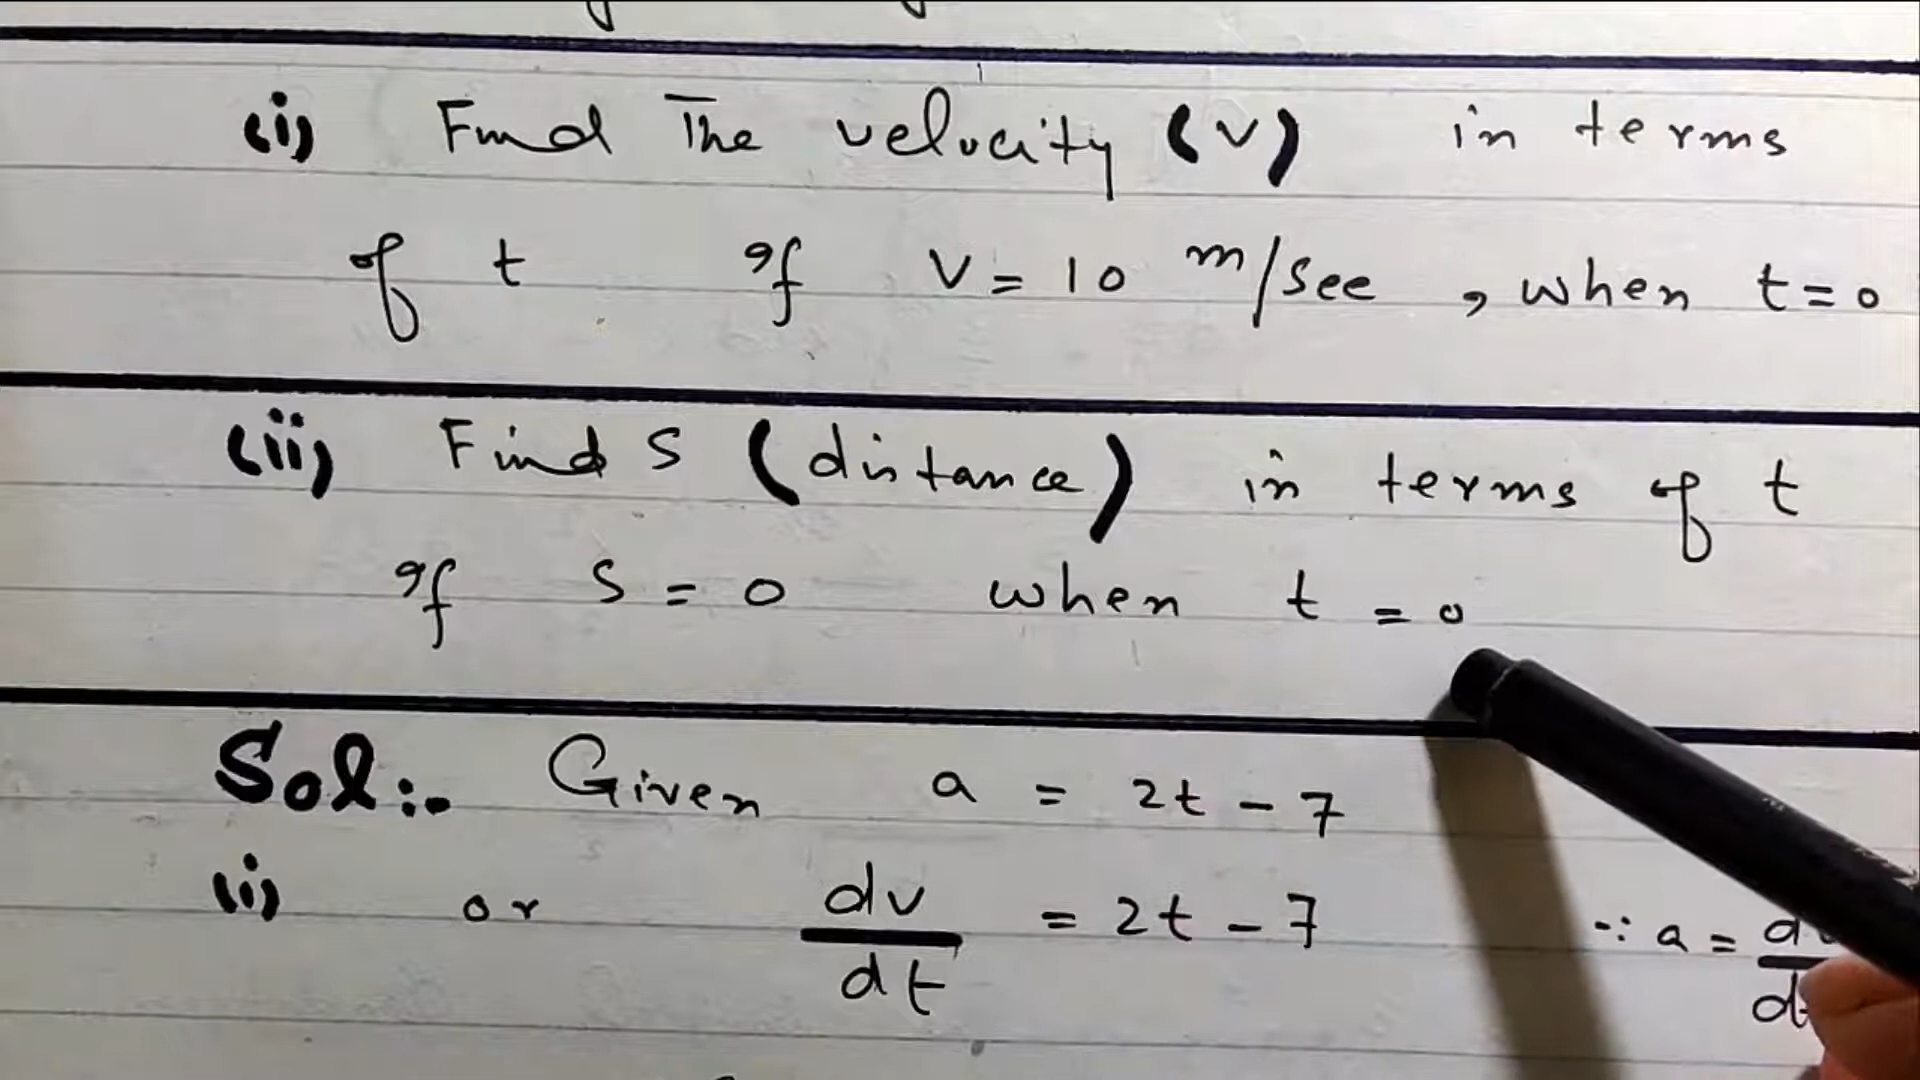 (i) Find The velocity (v) in terms
of t if v = 10 m/sec , when t = 0
(ii) Find S (distance) in terms of t
if S = 0 when t = 0
Sol:- Given a = 2t - 7
(i) or dv/dt = 2t - 7 ∵ a =